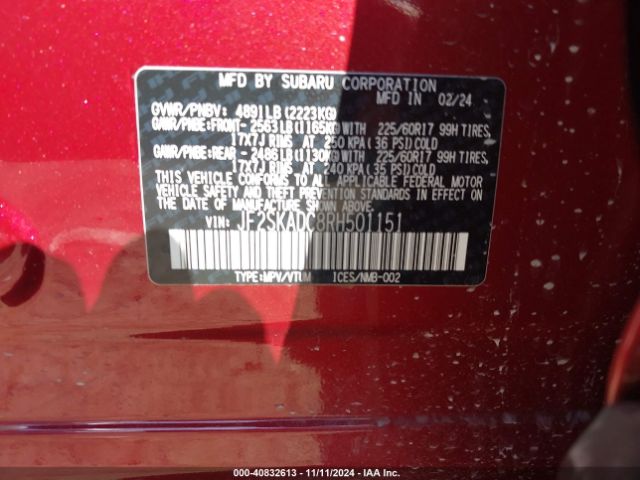 MFD BY SUBARU CORPORATION
MFD IN 02/24
GVWR/PNBV: 4891LB(2223KG)
GAWR/PNBE:FRONT- 2563LB(1165KG)WITH 225/60R17 99H TIRES,
17X7J RIMS AT 250 KPA(36 PSI)COLD
GAWR/PNBE:REAR - 2486LB(1130KG)WITH 225/60R17 99H TIRES,
17X7J RIMS AT 240 KPA(35 PSI)COLD
THIS VEHICLE CONFORMS TO ALL APPLICABLE FEDERAL MOTOR
VEHICLE SAFETY AND THEFT PREVENTION STANDARDS IN EFFECT ON
THE DATE OF MANUFACTURE SHOWN ABOVE.
VIN: JF2SKADC8RH501151
TYPE:MPV/VTUM ICES/NMB-002
000-40832613 - 11/11/2024 - IAA Inc.